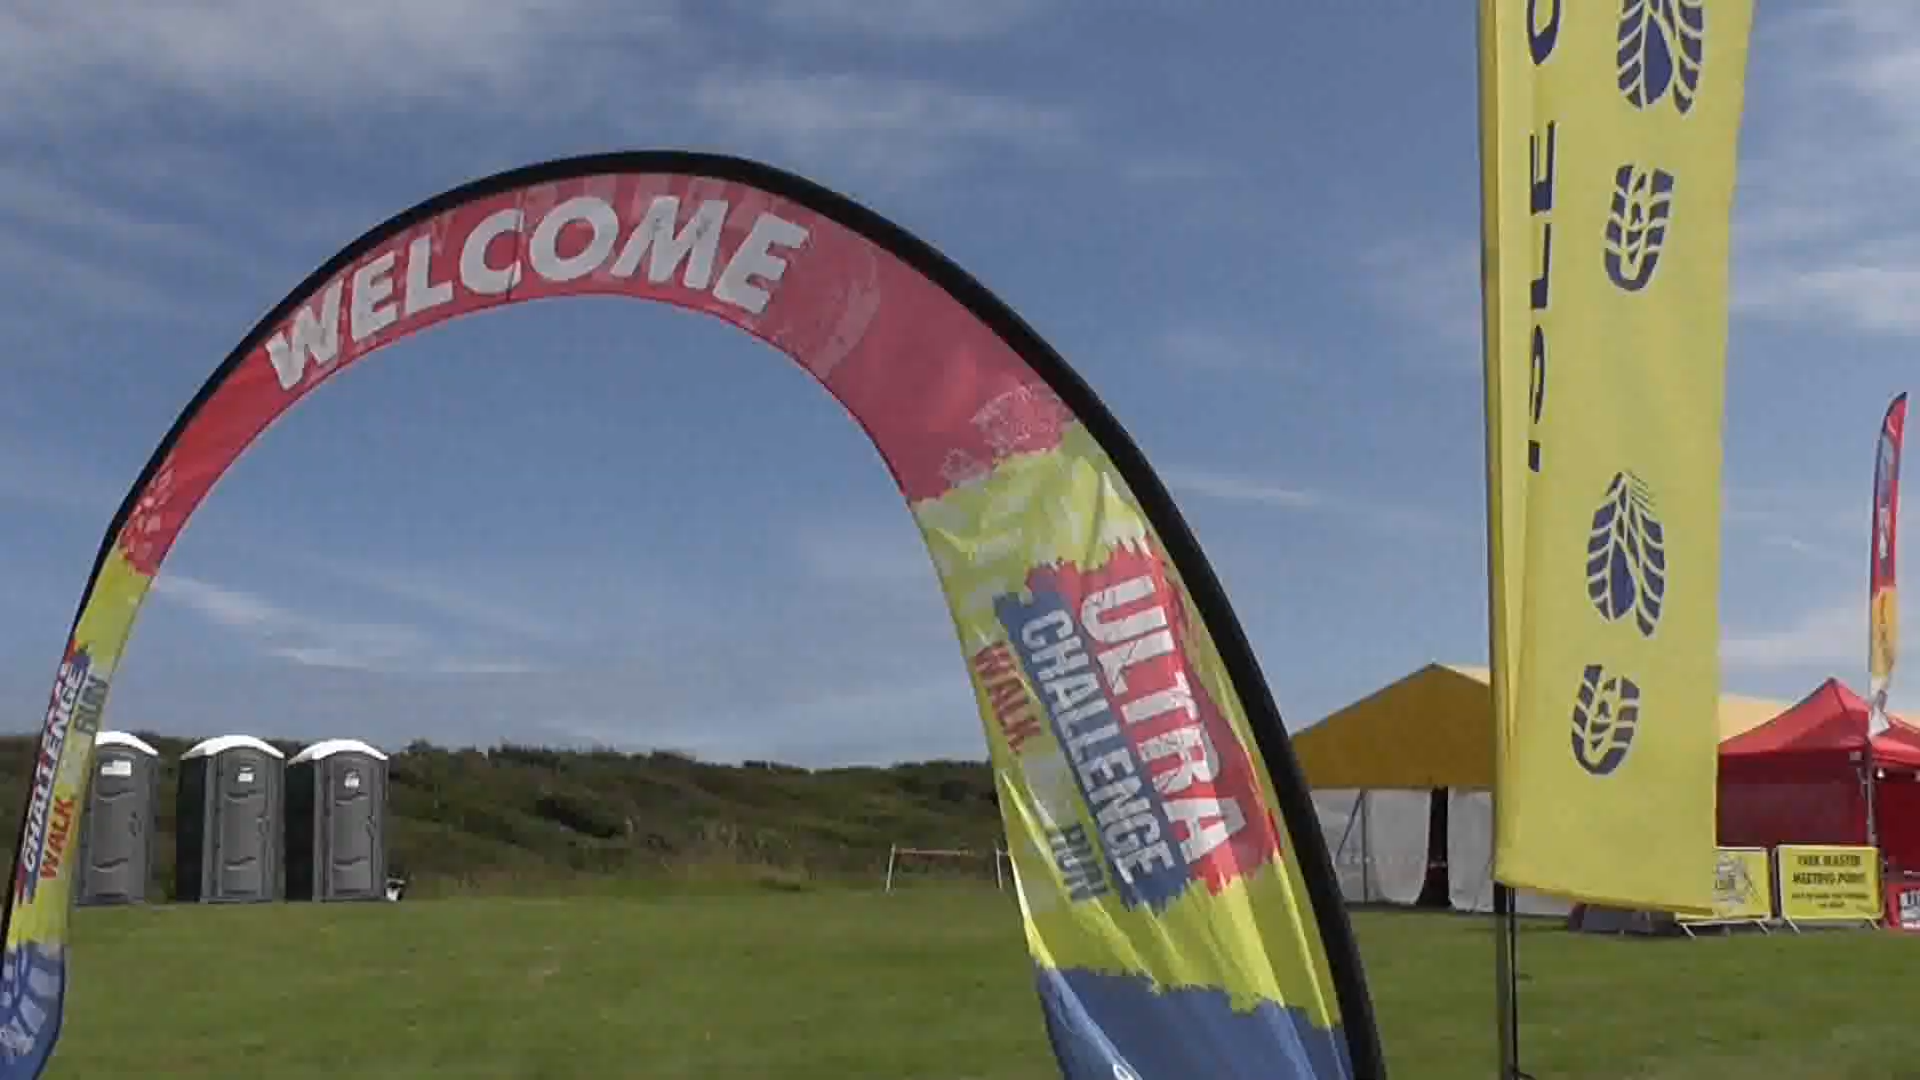 WELCOME
ULTRA
CHALLENGE
WALK
RUN
CHALLENGE
WALK
RUN
ISLE O
MEETING POINT